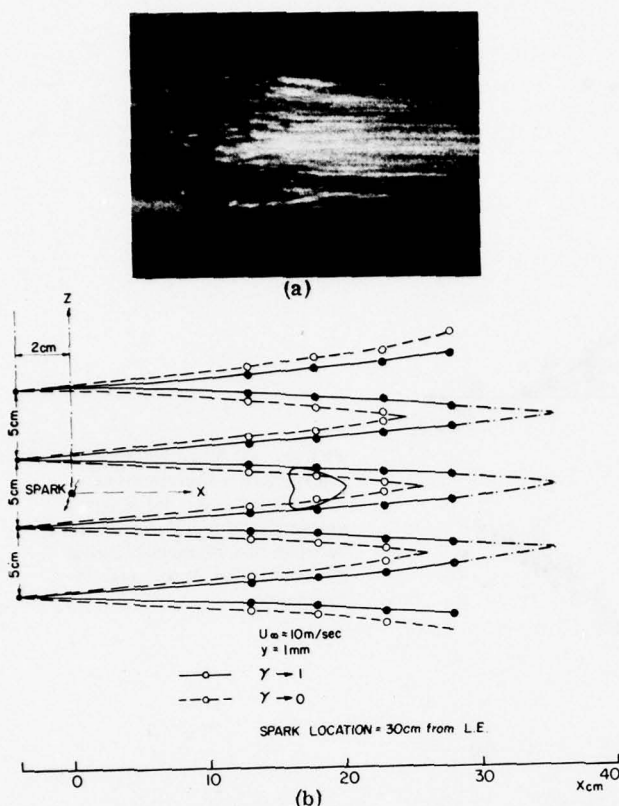 (a)
Z
2cm
5cm
5cm
SPARK
X
5cm
U∞ = 10m/sec
y = 1mm
γ → 1
γ → 0
SPARK LOCATION = 30cm from L.E.
0 10 20 30 40
Xcm
(b)